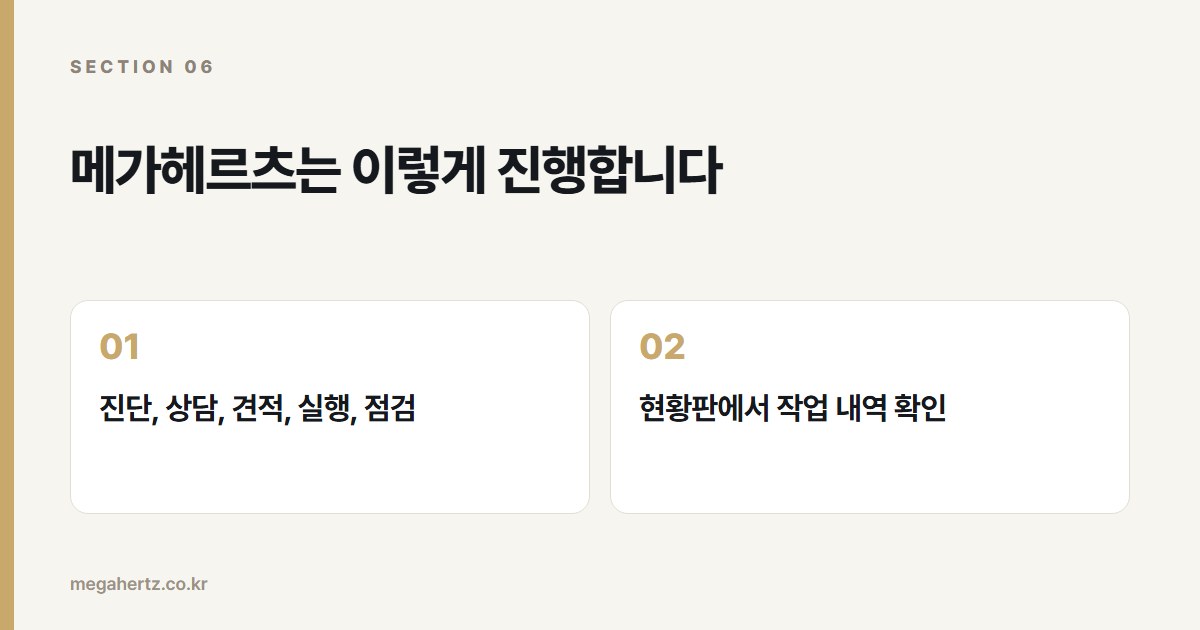 SECTION 06
메가헤르츠는 이렇게 진행합니다
01
진단, 상담, 견적, 실행, 점검
02
현황판에서 작업 내역 확인
megahertz.co.kr